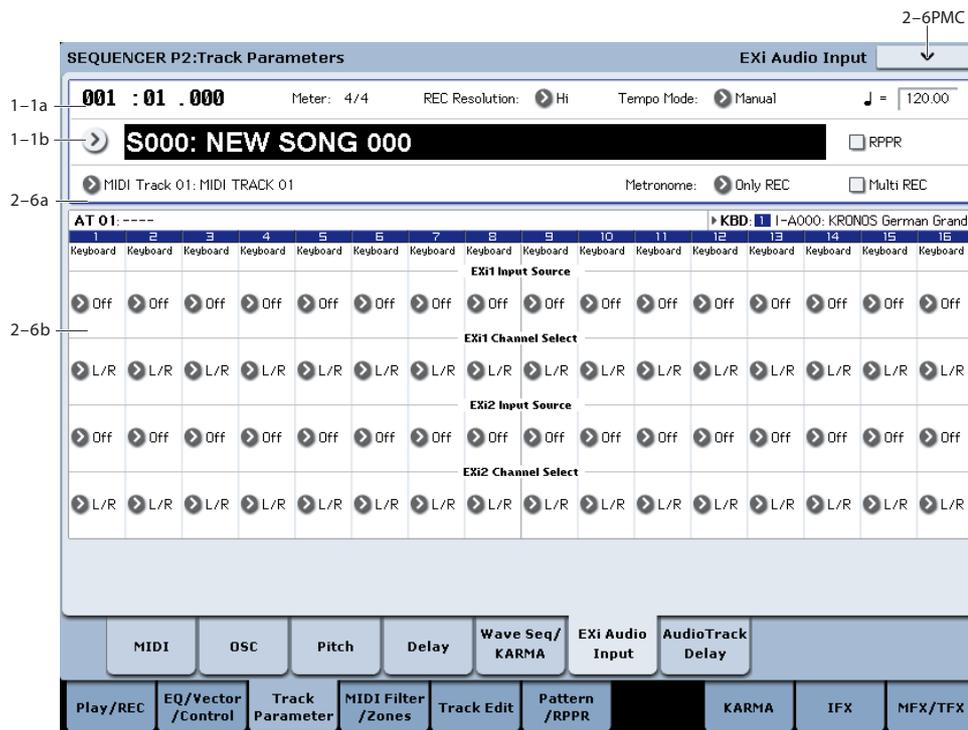 2–6PMC
SEQUENCER P2:Track Parameters EXi Audio Input
1–1a
001 :01 .000 Meter: 4/4 REC Resolution: Hi Tempo Mode: Manual ♩ = 120.00
1–1b
S000: NEW SONG 000 RPPR
MIDI Track 01: MIDI TRACK 01 Metronome: Only REC Multi REC
2–6a
AT 01: ---- KBD: 1 I-A000: KRONOS German Grand
1 2 3 4 5 6 7 8 9 10 11 12 13 14 15 16
Keyboard Keyboard Keyboard Keyboard Keyboard Keyboard Keyboard Keyboard Keyboard Keyboard Keyboard Keyboard Keyboard Keyboard Keyboard Keyboard
EXi1 Input Source
Off Off Off Off Off Off Off Off Off Off Off Off Off Off Off Off
2–6b
EXi1 Channel Select
L/R L/R L/R L/R L/R L/R L/R L/R L/R L/R L/R L/R L/R L/R L/R L/R
EXi2 Input Source
Off Off Off Off Off Off Off Off Off Off Off Off Off Off Off Off
EXi2 Channel Select
L/R L/R L/R L/R L/R L/R L/R L/R L/R L/R L/R L/R L/R L/R L/R L/R
MIDI OSC Pitch Delay Wave Seq/ KARMA EXi Audio Input AudioTrack Delay
Play/REC EQ/Vector /Control Track Parameter MIDI Filter /Zones Track Edit Pattern /RPPR KARMA IFX MFX/TFX